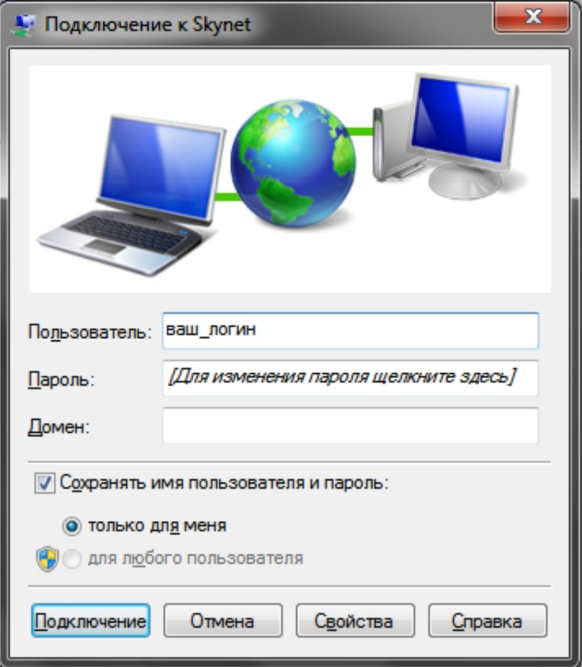 Подключение к Skynet
Пользователь: ваш_логин
Пароль: [Для изменения пароля щелкните здесь]
Домен:
Сохранять имя пользователя и пароль:
только для меня
для любого пользователя
Подключение Отмена Свойства Справка